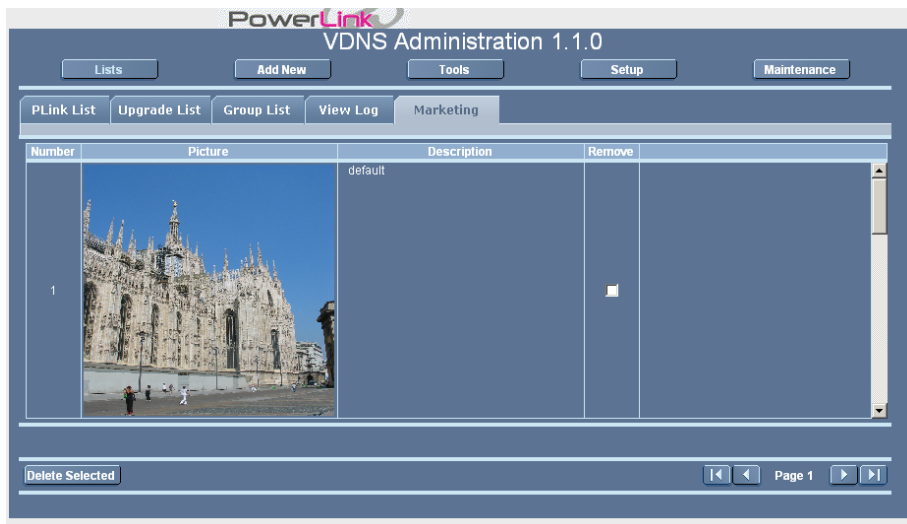 PowerLink
VDNS Administration 1.1.0
Lists Add New Tools Setup Maintenance
PLink List Upgrade List Group List View Log Marketing
Number Picture Description Remove
default
1
Delete Selected Page 1